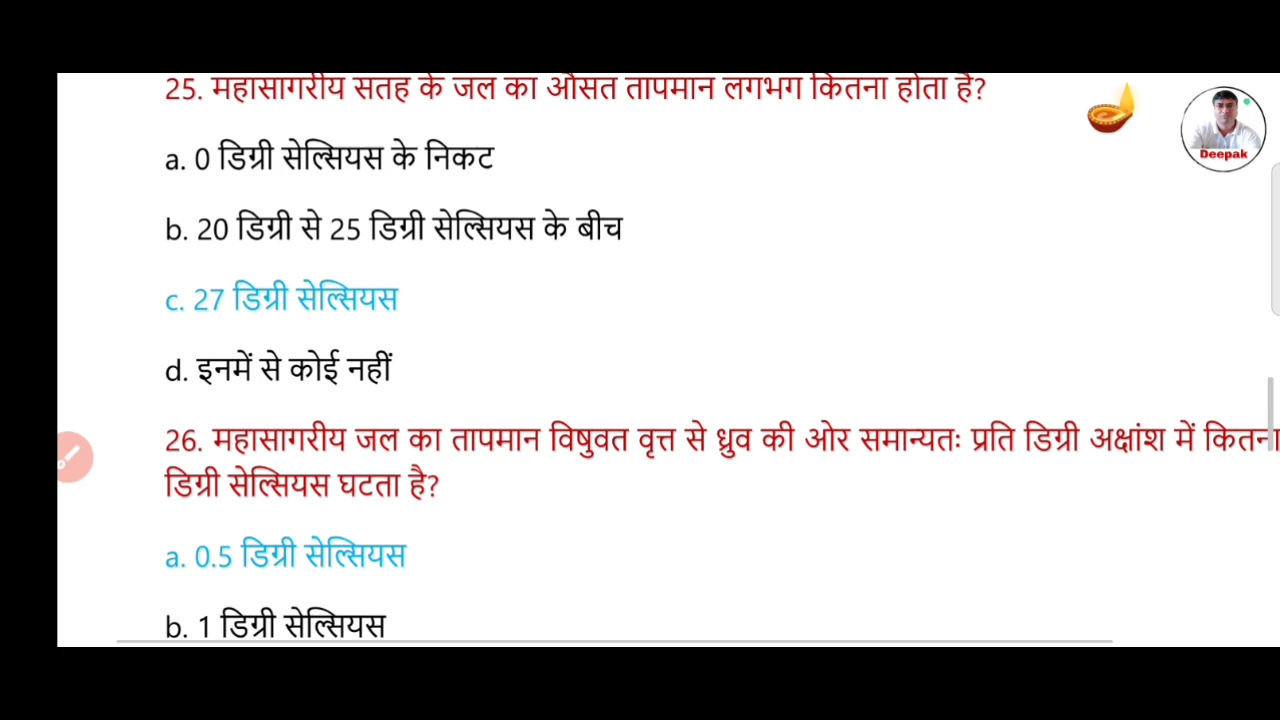 25. महासागरीय सतह के जल का औसत तापमान लगभग कितना होता है?
Deepak
a. 0 डिग्री सेल्सियस के निकट
b. 20 डिग्री से 25 डिग्री सेल्सियस के बीच
c. 27 डिग्री सेल्सियस
d. इनमें से कोई नहीं
26. महासागरीय जल का तापमान विषुवत वृत्त से ध्रुव की ओर समान्यतः प्रति डिग्री अक्षांश में कितना
डिग्री सेल्सियस घटता है?
a. 0.5 डिग्री सेल्सियस
b. 1 डिग्री सेल्सियस